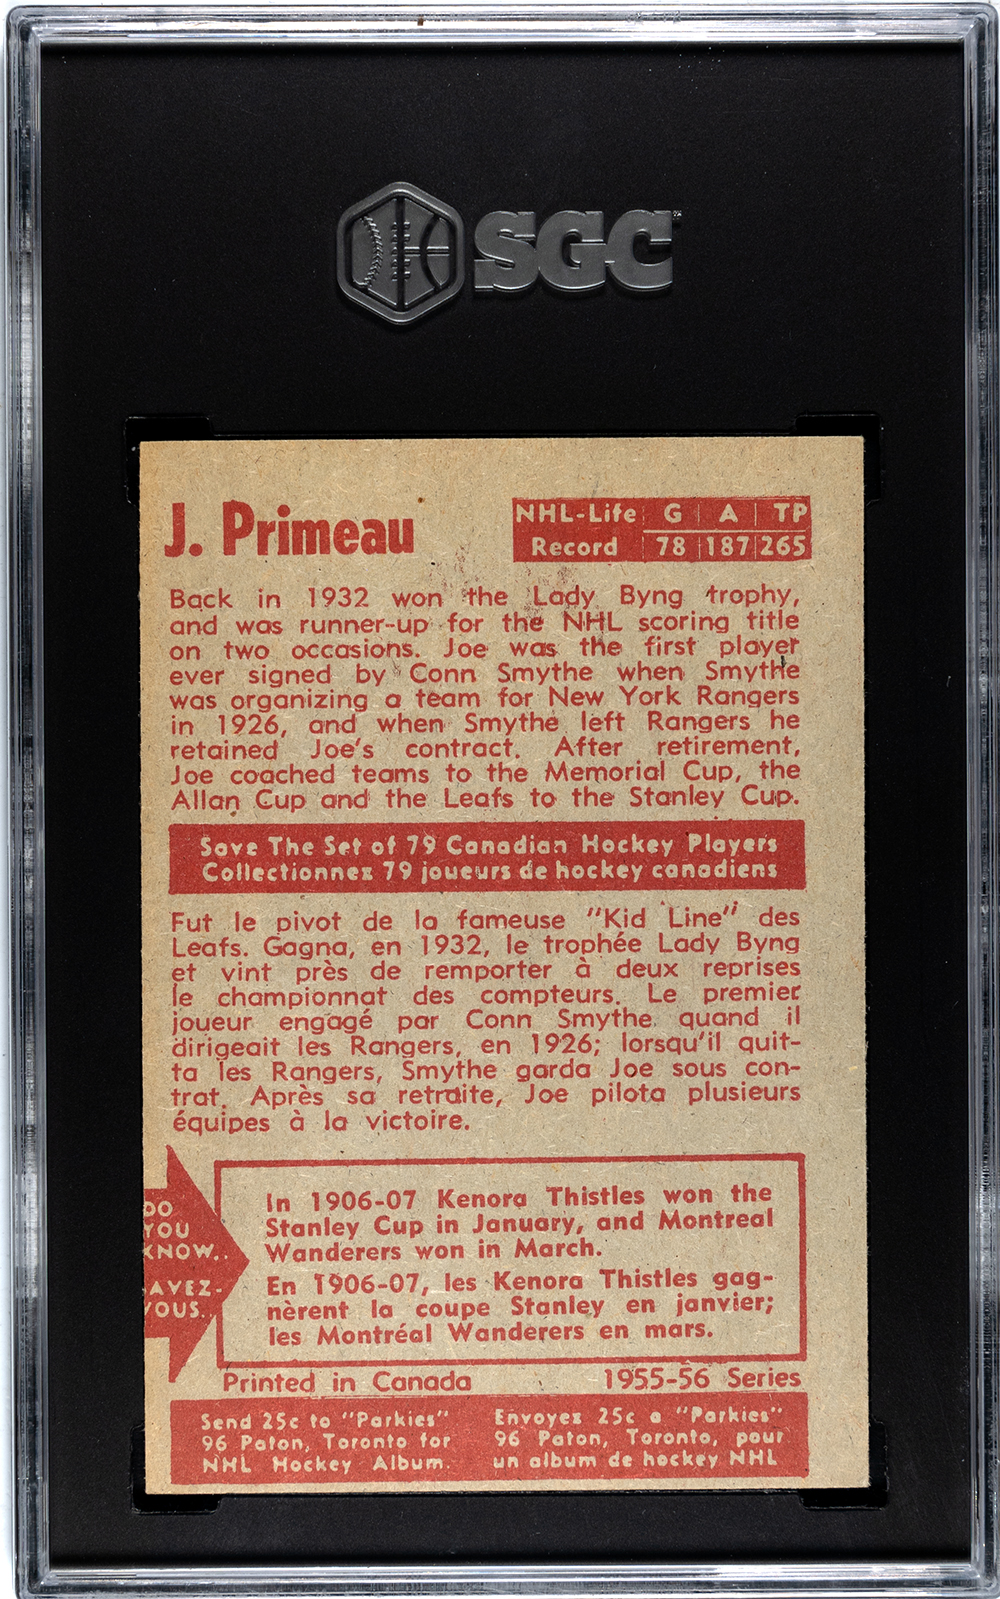 SGC
J. Primeau
NHL-Life G A TP
Record 78 187 265
Back in 1932 won the Lady Byng trophy,
and was runner-up for the NHL scoring title
on two occasions. Joe was the first player
ever signed by Conn Smythe when Smythe
was organizing a team for New York Rangers
in 1926, and when Smythe left Rangers he
retained Joe's contract. After retirement,
Joe coached teams to the Memorial Cup, the
Allan Cup and the Leafs to the Stanley Cup.
Save The Set of 79 Canadian Hockey Players
Collectionnez 79 joueurs de hockey canadiens
Fut le pivot de la fameuse "Kid Line" des
Leafs. Gagna, en 1932, le trophée Lady Byng
et vint près de remporter à deux reprises
le championnat des compteurs. Le premier
joueur engagé par Conn Smythe quand il
dirigeait les Rangers, en 1926; lorsqu'il quit-
ta les Rangers, Smythe garda Joe sous con-
trat. Après sa retraite, Joe pilota plusieurs
équipes à la victoire.
DO
YOU
KNOW..
AVEZ-
VOUS.
In 1906-07 Kenora Thistles won the
Stanley Cup in January, and Montreal
Wanderers won in March.
En 1906-07, les Kenora Thistles gag-
nèrent la coupe Stanley en janvier;
les Montréal Wanderers en mars.
Printed in Canada 1955-56 Series
Send 25c to "Parkies"
96 Paton, Toronto for
NHL Hockey Album.
Envoyez 25c a "Parkies"
96 Paton, Toronto, pour
un album de hockey NHL